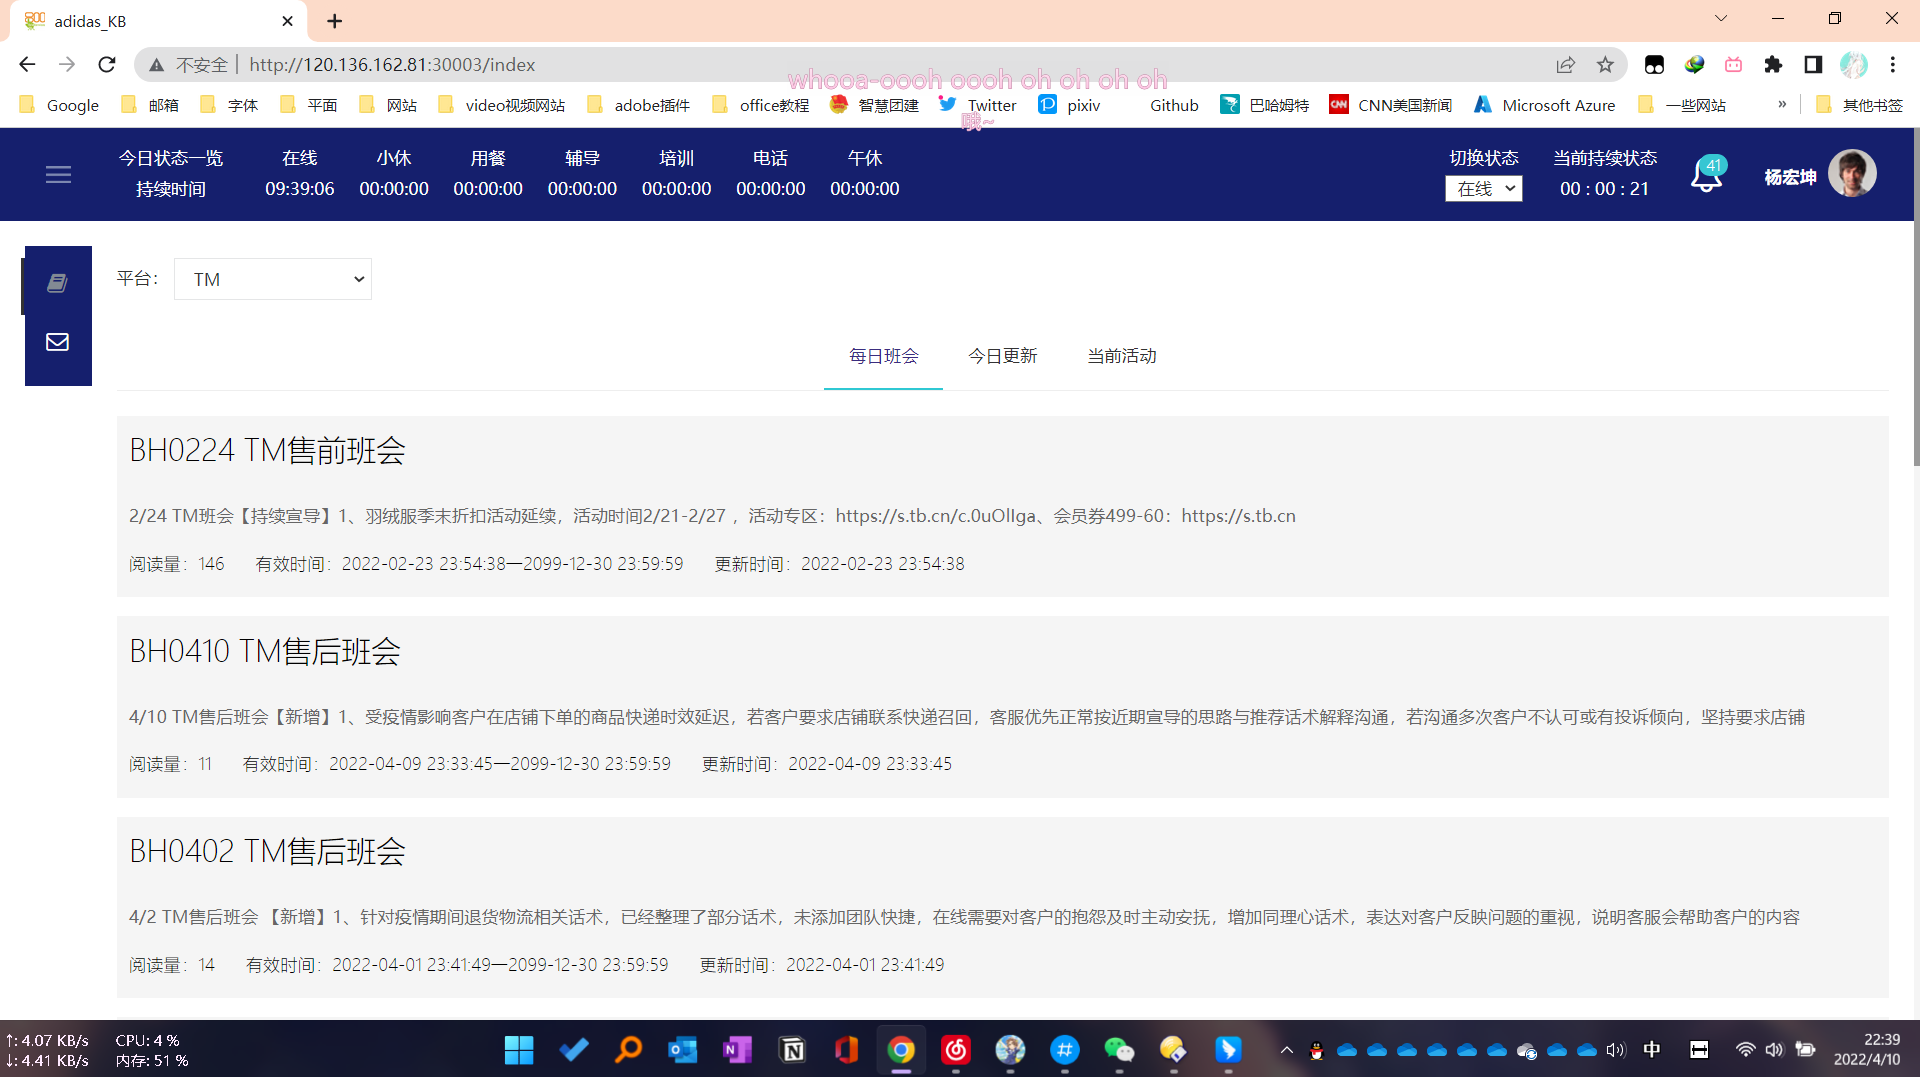 adidas_KB
不安全 | http://120.136.162.81:30003/index
whooa-oooh oooh oh oh oh oh
哦~
Google 邮箱 字体 平面 网站 video视频网站 adobe插件 office教程 智慧团建 Twitter pixiv Github 巴哈姆特 CNN美国新闻 Microsoft Azure 一些网站 » 其他书签
今日状态一览 在线 小休 用餐 辅导 培训 电话 午休 切换状态 当前持续状态
持续时间 09:39:06 00:00:00 00:00:00 00:00:00 00:00:00 00:00:00 00:00:00 在线 00 : 00 : 21
41
杨宏坤
平台： TM
每日班会 今日更新 当前活动
BH0224 TM售前班会
2/24 TM班会【持续宣导】1、羽绒服季末折扣活动延续，活动时间2/21-2/27 ，活动专区：https://s.tb.cn/c.0uOlIga、会员券499-60：https://s.tb.cn
阅读量：146 有效时间：2022-02-23 23:54:38—2099-12-30 23:59:59 更新时间：2022-02-23 23:54:38
BH0410 TM售后班会
4/10 TM售后班会【新增】1、受疫情影响客户在店铺下单的商品快递时效延迟，若客户要求店铺联系快递召回，客服优先正常按近期宣导的思路与推荐话术解释沟通，若沟通多次客户不认可或有投诉倾向，坚持要求店铺
阅读量：11 有效时间：2022-04-09 23:33:45—2099-12-30 23:59:59 更新时间：2022-04-09 23:33:45
BH0402 TM售后班会
4/2 TM售后班会 【新增】1、针对疫情期间退货物流相关话术，已经整理了部分话术，未添加团队快捷，在线需要对客户的抱怨及时主动安抚，增加同理心话术，表达对客户反映问题的重视，说明客服会帮助客户的内容
阅读量：14 有效时间：2022-04-01 23:41:49—2099-12-30 23:59:59 更新时间：2022-04-01 23:41:49
↑: 4.07 KB/s CPU: 4 %
↓: 4.41 KB/s 内存: 51 %
中
22:39
2022/4/10